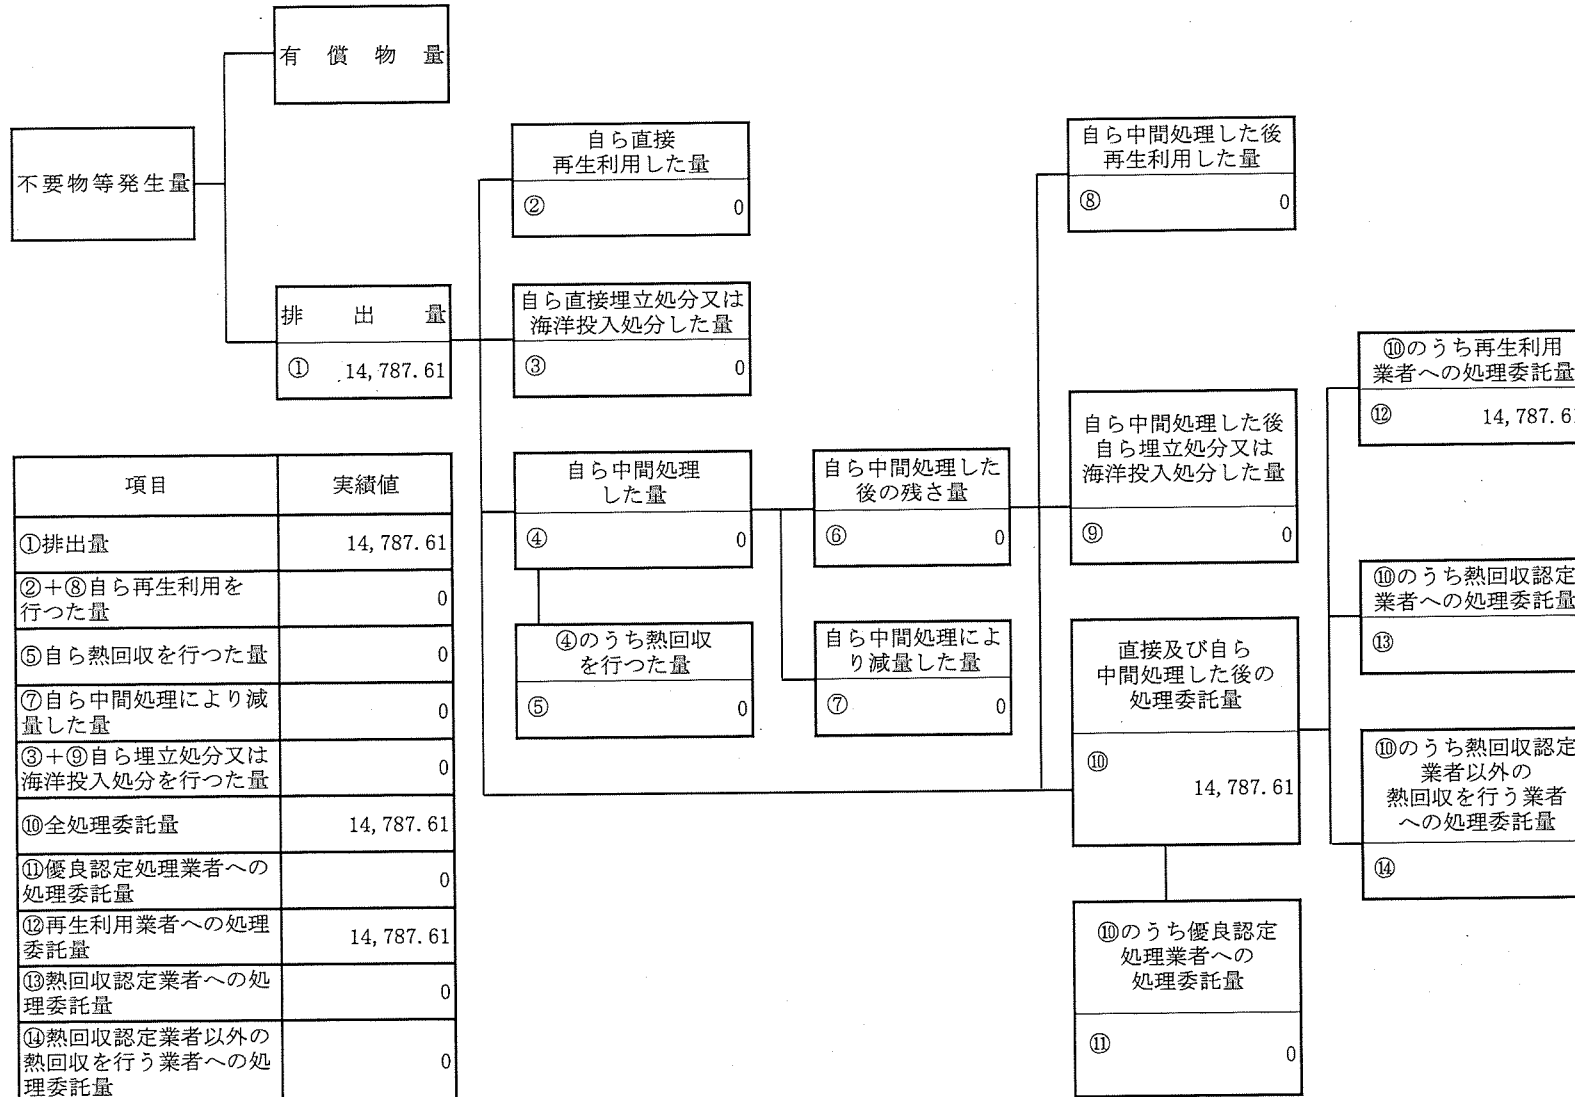 有償物量
不要物等発生量
排出量
① 14,787.61
自ら直接
再生利用した量
② 0
自ら直接埋立処分又は
海洋投入処分した量
③ 0
自ら中間処理
した量
④ 0
④のうち熱回収
を行つた量
⑤ 0
自ら中間処理した
後の残さ量
⑥ 0
自ら中間処理によ
り減量した量
⑦ 0
自ら中間処理した後
再生利用した量
⑧ 0
自ら中間処理した後
自ら埋立処分又は
海洋投入処分した量
⑨ 0
直接及び自ら
中間処理した後の
処理委託量
⑩
14,787.61
⑩のうち優良認定
処理業者への
処理委託量
⑪ 0
⑩のうち再生利用
業者への処理委託量
⑫ 14,787.61
⑩のうち熱回収認定
業者への処理委託量
⑬
⑩のうち熱回収認定
業者以外の
熱回収を行う業者
への処理委託量
⑭
項目 実績値
①排出量 14,787.61
②+⑧自ら再生利用を
行つた量 0
⑤自ら熱回収を行つた量 0
⑦自ら中間処理により減
量した量 0
③+⑨自ら埋立処分又は
海洋投入処分を行つた量 0
⑩全処理委託量 14,787.61
⑪優良認定処理業者への
処理委託量 0
⑫再生利用業者への処理
委託量 14,787.61
⑬熱回収認定業者への処
理委託量 0
⑭熱回収認定業者以外の
熱回収を行う業者への処
理委託量 0